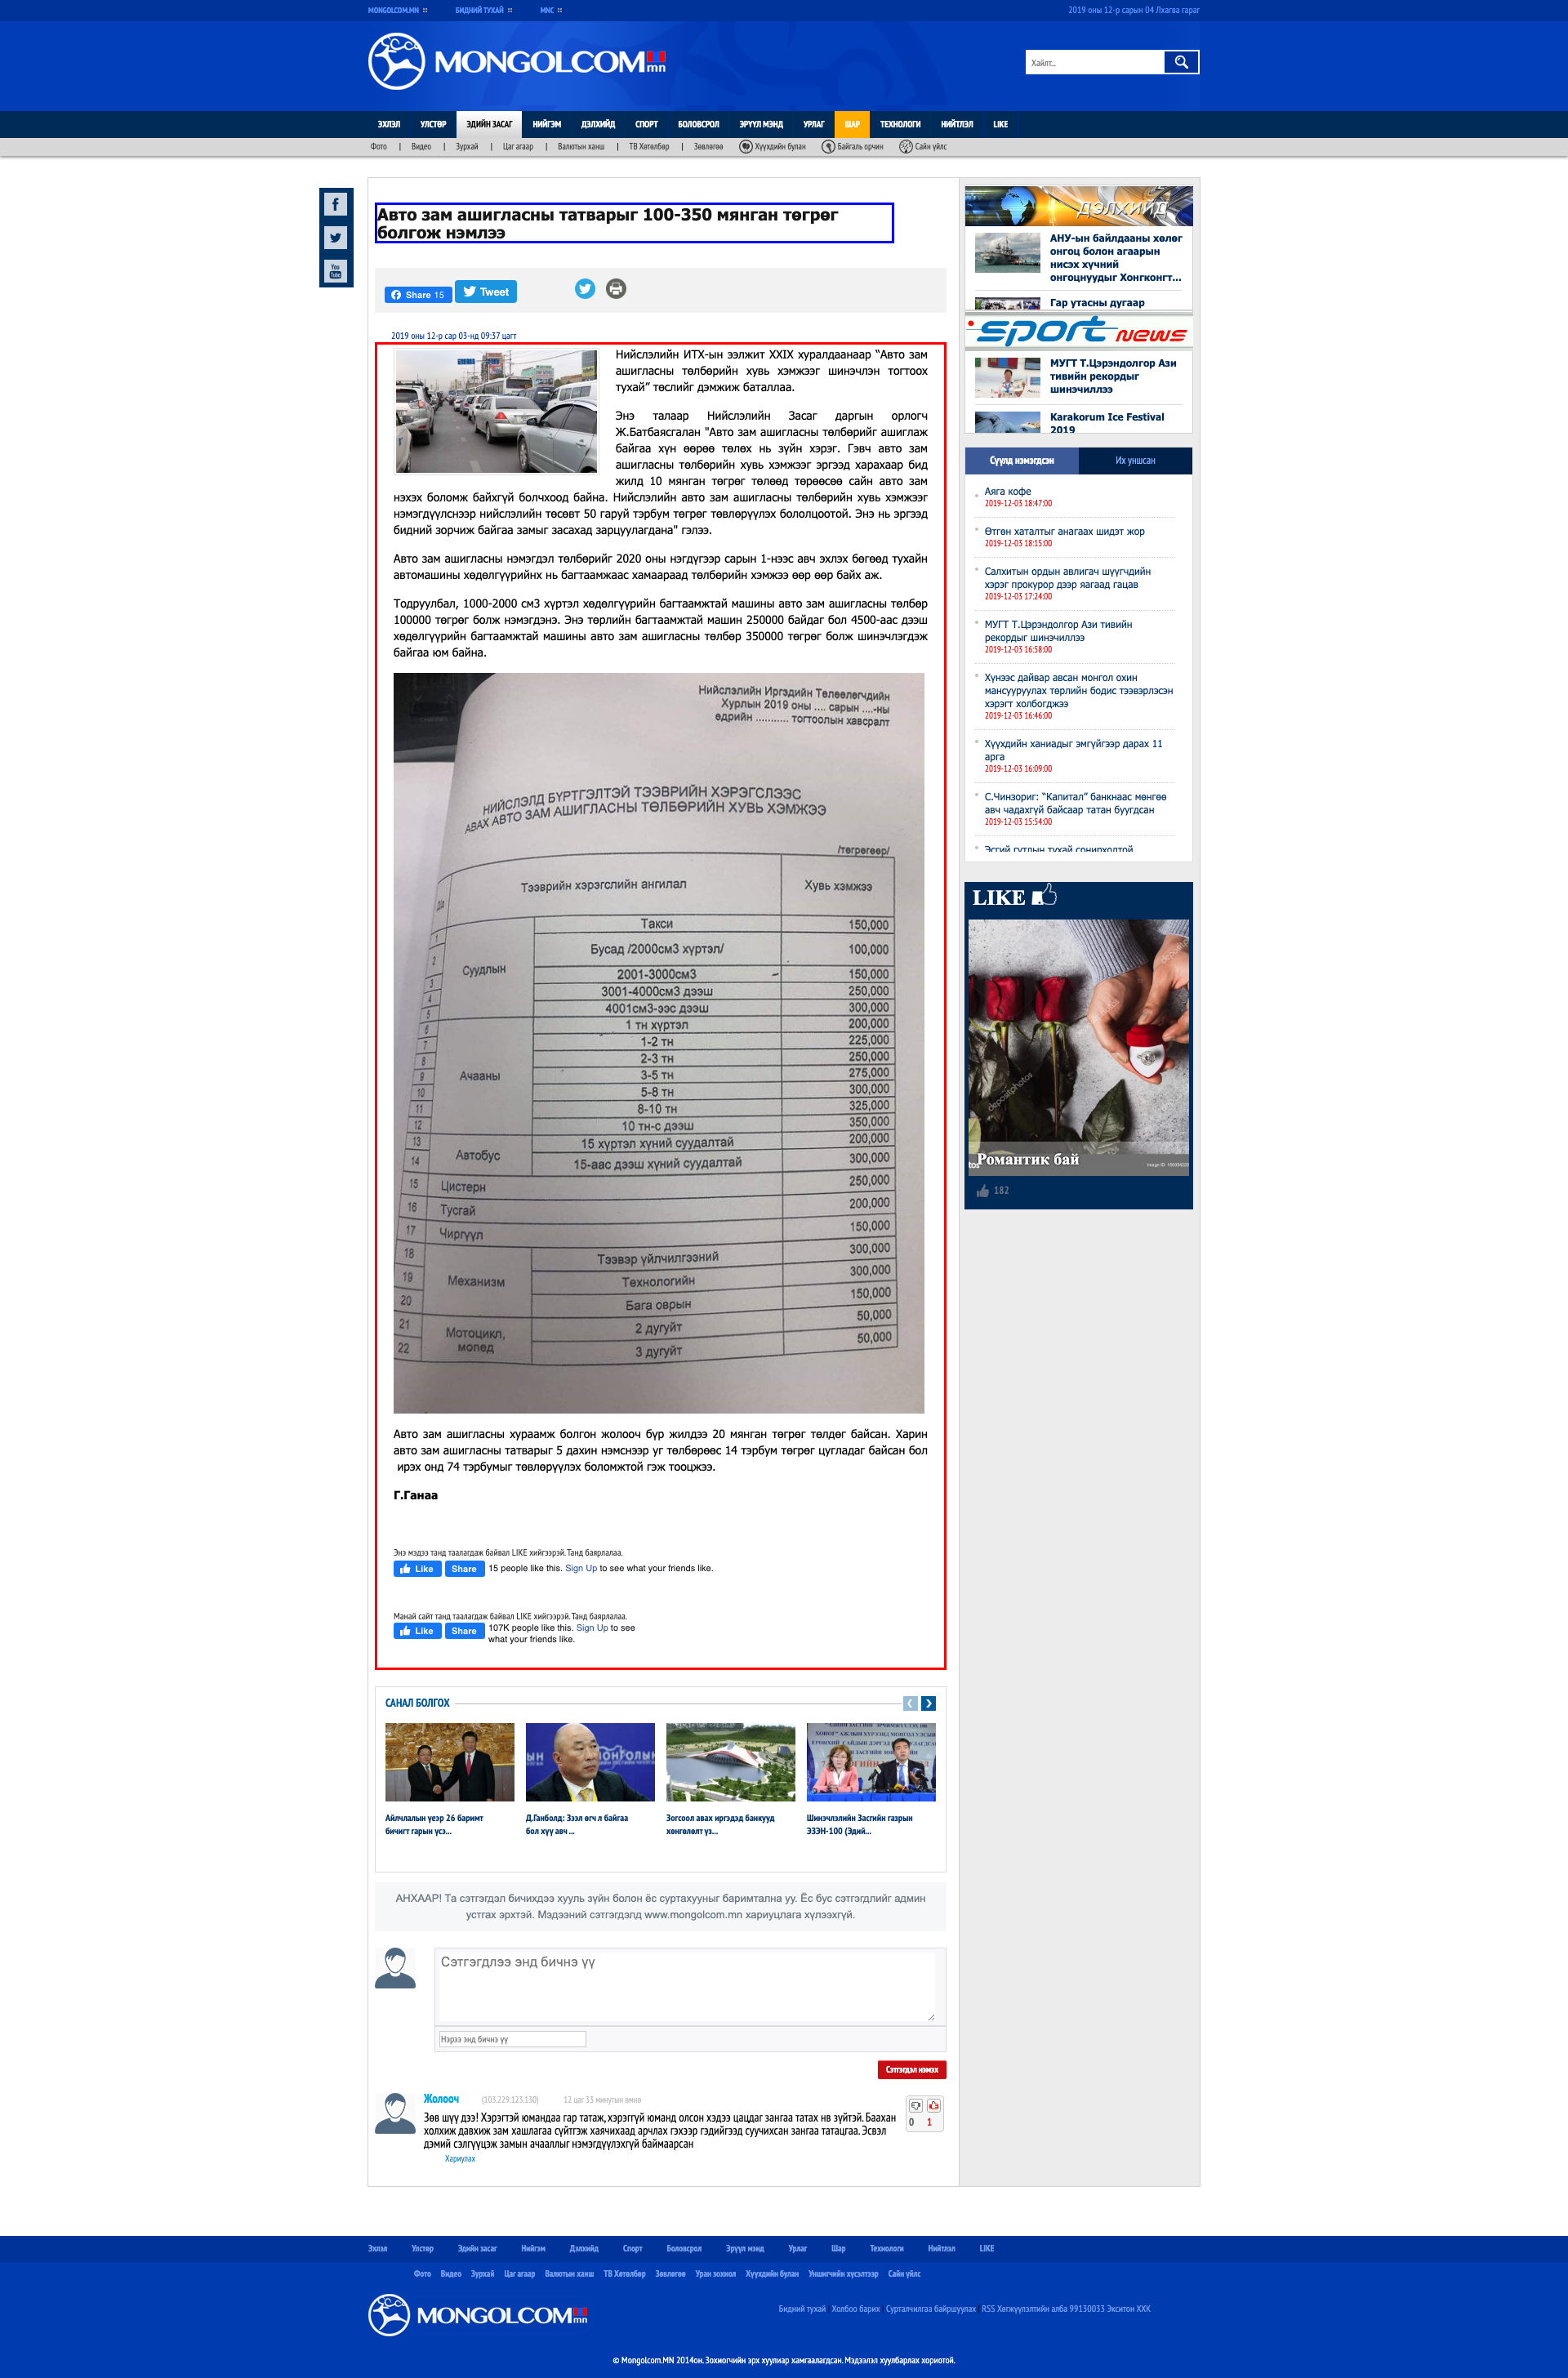 MONGOLCOM.MN
БИДНИЙ ТУХАЙ
MNC
2019 оны 12-р сарын 04 Лхагва гараг
MONGOLCOM mn
Хайлт...
ЭХЛЭЛ УЛСТӨР ЭДИЙН ЗАСАГ НИЙГЭМ ДЭЛХИЙД СПОРТ БОЛОВСРОЛ ЭРҮҮЛ МЭНД УРЛАГ ШАР ТЕХНОЛОГИ НИЙТЛЭЛ LIKE
Фото | Видео | Зурхай | Цаг агаар | Валютын ханш | ТВ Хөтөлбөр | Зөвлөгөө Хүүхдийн булан Байгаль орчин Сайн үйлс
You Tube
Авто зам ашигласны татварыг 100-350 мянган төгрөг
болгож нэмлээ
Share 15 Tweet
2019 оны 12-р сар 03-нд 09:37 цагт
Нийслэлийн ИТХ-ын ээлжит XXIX хуралдаанаар “Авто зам
ашигласны төлбөрийн хувь хэмжээг шинэчлэн тогтоох
тухай” төслийг дэмжиж баталлаа.
Энэ талаар Нийслэлийн Засаг даргын орлогч
Ж.Батбаясгалан "Авто зам ашигласны төлбөрийг ашиглаж
байгаа хүн өөрөө төлөх нь зүйн хэрэг. Гэвч авто зам
ашигласны төлбөрийн хувь хэмжээг эргээд харахаар бид
жилд 10 мянган төгрөг төлөөд төрөөсөө сайн авто зам
нэхэх боломж байхгүй болчхоод байна. Нийслэлийн авто зам ашигласны төлбөрийн хувь хэмжээг
нэмэгдүүлснээр нийслэлийн төсөвт 50 гаруй тэрбум төгрөг төвлөрүүлэх бололцоотой. Энэ нь эргээд
бидний зорчиж байгаа замыг засахад зарцуулагдана" гэлээ.
Авто зам ашигласны нэмэгдэл төлбөрийг 2020 оны нэгдүгээр сарын 1-нээс авч эхлэх бөгөөд тухайн
автомашины хөдөлгүүрийнх нь багтаамжаас хамаараад төлбөрийн хэмжээ өөр өөр байх аж.
Тодруулбал, 1000-2000 см3 хүртэл хөдөлгүүрийн багтаамжтай машины авто зам ашигласны төлбөр
100000 төгрөг болж нэмэгдэнэ. Энэ төрлийн багтаамжтай машин 250000 байдаг бол 4500-аас дээш
хөдөлгүүрийн багтаамжтай машины авто зам ашигласны төлбөр 350000 төгрөг болж шинэчлэгдэж
байгаа юм байна.
Нийслэлийн Иргэдийн Төлөөлөгчдийн
Хурлын 2019 оны .... сарын ....-ны
өдрийн .......... тогтоолын хавсралт
НИЙСЛЭЛД БҮРТГЭЛТЭЙ ТЭЭВРИЙН ХЭРЭГСЛЭЭС
АВАХ АВТО ЗАМ АШИГЛАСНЫ ТӨЛБӨРИЙН ХУВЬ ХЭМЖЭЭ
/төгрөгөөр/
Д/д Тээврийн хэрэгслийн ангилал Хувь хэмжээ
1 Суудлын Такси 150,000
2 Бусад /2000см3 хүртэл/ 100,000
2001-3000см3 150,000
3001-4000см3 дээш 250,000
4001см3-ээс дээш 300,000
6 Ачааны 1 тн хүртэл 200,000
7 1-2 тн 225,000
8 2-3 тн 250,000
9 3-5 тн 275,000
10 5-8 тн 300,000
11 8-10 тн 325,000
12 10 тн-с дээш 350,000
13 Автобус 15 хүртэл хүний суудалтай 200,000
14 15-аас дээш хүний суудалтай 300,000
15 Цистерн 250,000
16 Тусгай 200,000
17 Чиргүүл 150,000
18 Механизм Тээвэр үйлчилгээний 300,000
19 Технологийн 300,000
20 Бага оврын 150,000
21 Мотоцикл, мопед 2 дугуйт 50,000
22 3 дугуйт 50,000
Авто зам ашигласны хураамж болгон жолооч бүр жилдээ 20 мянган төгрөг төлдөг байсан. Харин
авто зам ашигласны татварыг 5 дахин нэмснээр уг төлбөрөөс 14 тэрбум төгрөг цугладаг байсан бол
ирэх онд 74 тэрбумыг төвлөрүүлэх боломжтой гэж тооцжээ.
Г.Ганаа
Энэ мэдээ танд таалагдаж байвал LIKE хийгээрэй. Танд баярлалаа.
Like Share 15 people like this. Sign Up to see what your friends like.
Манай сайт танд таалагдаж байвал LIKE хийгээрэй. Танд баярлалаа.
Like Share 107K people like this. Sign Up to see
what your friends like.
САНАЛ БОЛГОХ
Айлчлалын үеэр 26 баримт
бичигт гарын үсэ...
Д.Ганболд: Зээл өгч л байгаа
бол хүү авч ...
Зогсоол авах иргэдэд банкууд
хөнгөлөлт үз...
Шинэчлэлийн Засгийн газрын
ЭЗЭН-100 (Эдий...
АНХААР! Та сэтгэгдэл бичихдээ хууль зүйн болон ёс суртахууныг баримтална уу. Ёс бус сэтгэгдлийг админ
устгах эрхтэй. Мэдээний сэтгэгдэлд www.mongolcom.mn хариуцлага хүлээхгүй.
Сэтгэгдлээ энд бичнэ үү
Нэрээ энд бичнэ үү
Сэтгэгдэл нэмэх
Жолооч (103.229.123.130) 12 цаг 33 минутын өмнө
Зөв шүү дээ! Хэрэгтэй юмандаа гар татаж, хэрэггүй юманд олсон хэдээ цацдаг зангаа татах нв зүйтэй. Баахан
холхиж давхиж зам хашлагаа сүйтгэж хаячихаад арчлах гэхээр гэдийгээд суучихсан зангаа татацгаа. Эсвэл
дэмий сэлгүүцэж замын ачааллыг нэмэгдүүлэхгүй баймаарсан
0 1
Хариулах
ДЭЛХИЙД
АНУ-ын байлдааны хөлөг
онгоц болон агаарын
нисэх хүчний
онгоцнуудыг Хонгконгт...
Гар утасны дугаар
sport news
МУГТ Т.Цэрэндолгор Ази
тивийн рекордыг
шинэчиллээ
Karakorum Ice Festival
2019
Сүүлд нэмэгдсэн Их уншсан
Аяга кофе
2019-12-03 18:47:00
Өтгөн хаталтыг анагаах шидэт жор
2019-12-03 18:15:00
Салхитын ордын авлигач шүүгчдийн
хэрэг прокурор дээр яагаад гацав
2019-12-03 17:24:00
МУГТ Т.Цэрэндолгор Ази тивийн
рекордыг шинэчиллээ
2019-12-03 16:58:00
Хүнээс дайвар авсан монгол охин
мансууруулах төрлийн бодис тээвэрлэсэн
хэрэгт холбогджээ
2019-12-03 16:46:00
Хүүхдийн ханиадыг эмгүйгээр дарах 11
арга
2019-12-03 16:09:00
С.Чинзориг: “Капитал” банкнаас мөнгөө
авч чадахгүй байсаар татан буугдсан
2019-12-03 15:54:00
Эсгий гутлын тухай сонирхолтой
LIKE
depositphotos
Романтик бай
182
Эхлэл Улстөр Эдийн засаг Нийгэм Дэлхийд Спорт Боловсрол Эрүүл мэнд Урлаг Шар Технологи Нийтлэл LIKE
Фото Видео Зурхай Цаг агаар Валютын ханш ТВ Хөтөлбөр Зөвлөгөө Уран зохиол Хүүхдийн булан Уншигчийн хүсэлтээр Сайн үйлс
MONGOLCOM mn
Бидний тухай Холбоо барих Сурталчилгаа байршуулах RSS Хөгжүүлэлтийн алба 99130033 Экситон ХХК
© Mongolcom.MN 2014он. Зохиогчийн эрх хуулиар хамгаалагдсан. Мэдээлэл хуулбарлах хориотой.